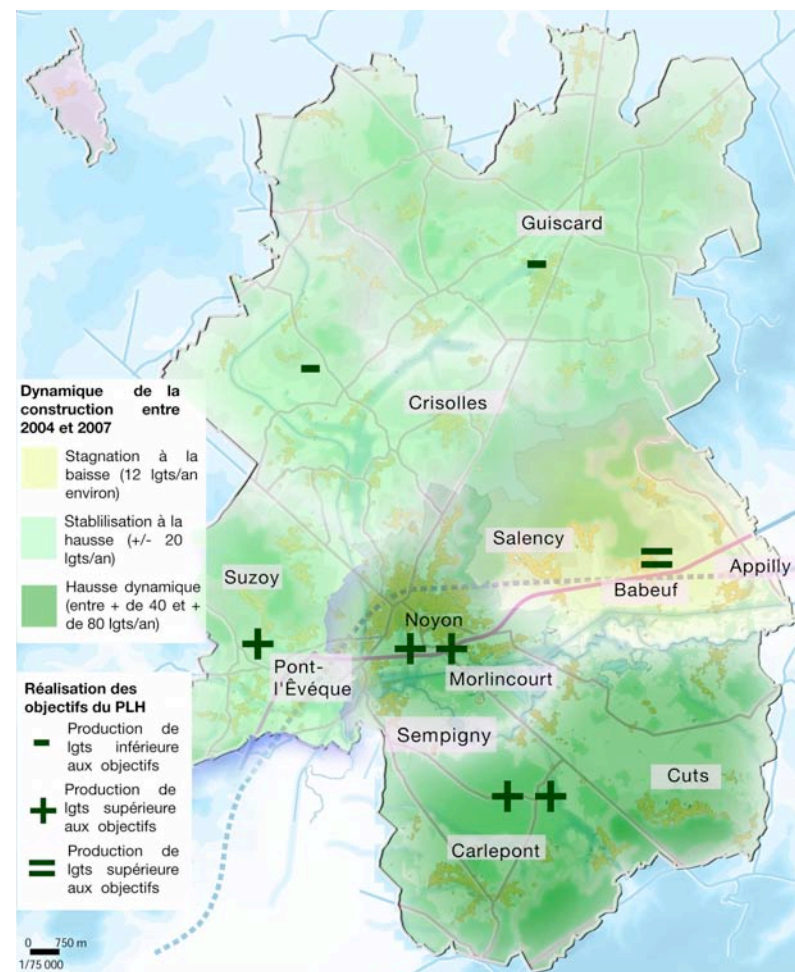 Guiscard
Crisolles
Dynamique de la
construction entre
2004 et 2007
Stagnation à la
baisse (12 lgts/an
environ)
Stablilisation à la
hausse (+/- 20
lgts/an)
Hausse dynamique
(entre + de 40 et +
de 80 lgts/an)
Salency
Appilly
Babeuf
Suzoy
Noyon
Pont-
l'Êvéque
Morlincourt
Sempigny
Cuts
Carlepont
Réalisation des
objectifs du PLH
Production de
lgts inférieure
aux objectifs
Production de
lgts supérieure
aux objectifs
Production de
lgts supérieure
aux objectifs
0 750 m
1/75 000